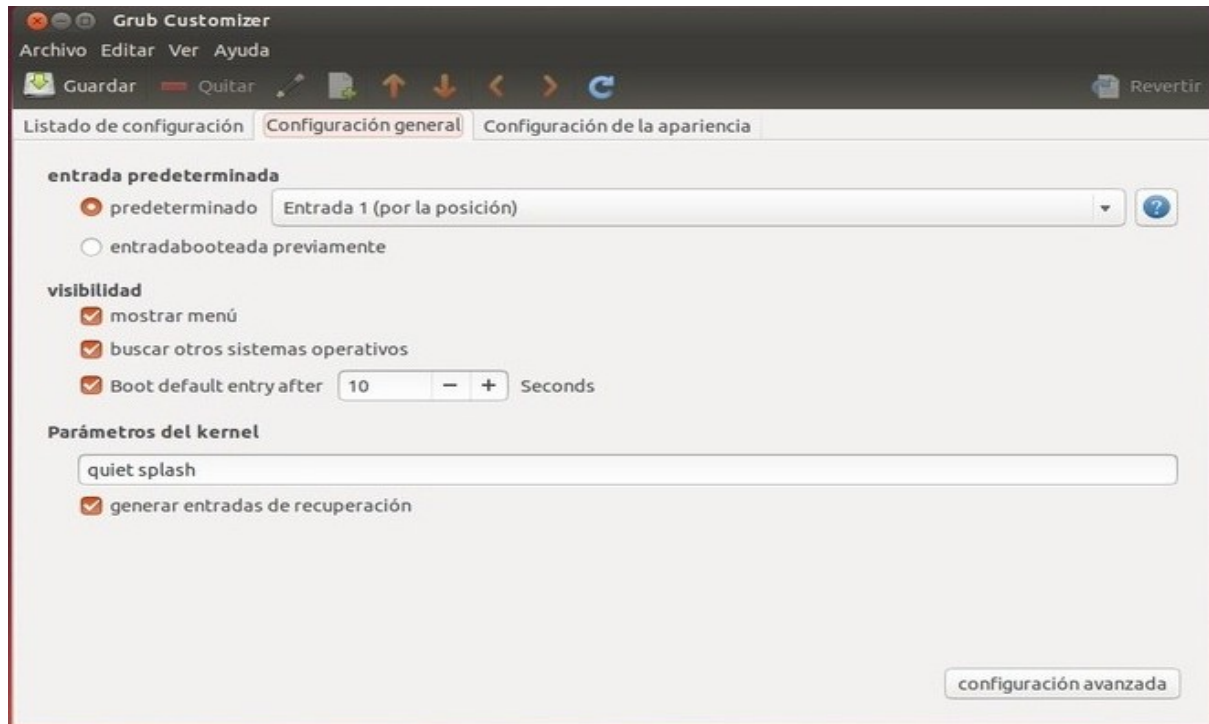 Grub Customizer
Archivo Editar Ver Ayuda
Guardar Quitar Revertir
Listado de configuración Configuración general Configuración de la apariencia
entrada predeterminada
predeterminado Entrada 1 (por la posición) ?
entradabooteada previamente
visibilidad
mostrar menú
buscar otros sistemas operativos
Boot default entry after 10 − + Seconds
Parámetros del kernel
quiet splash
generar entradas de recuperación
configuración avanzada